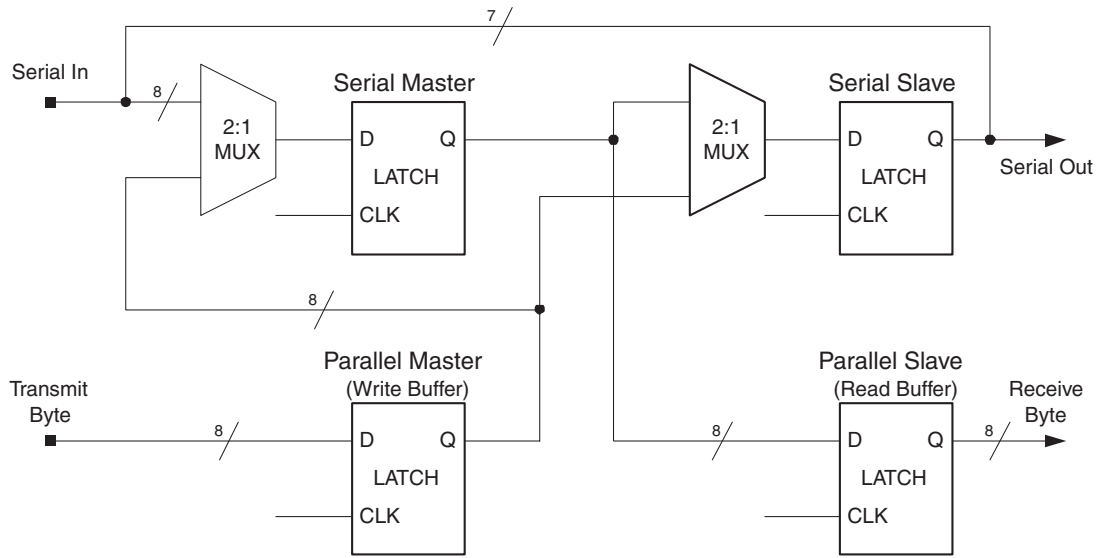 7
Serial In
8
2:1
MUX
Serial Master
D
Q
LATCH
CLK
2:1
MUX
Serial Slave
D
Q
LATCH
CLK
Serial Out
8
Transmit
Byte
8
Parallel Master
(Write Buffer)
D
Q
LATCH
CLK
8
Parallel Slave
(Read Buffer)
D
Q
LATCH
CLK
8
Receive
Byte